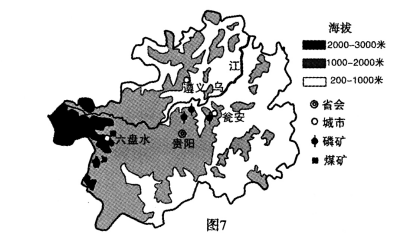 海拔
2000-3000米
1000-2000米
200-1000米
省会
城市
磷矿
煤矿
遵义
乌
江
瓮安
贵阳
六盘水
图7